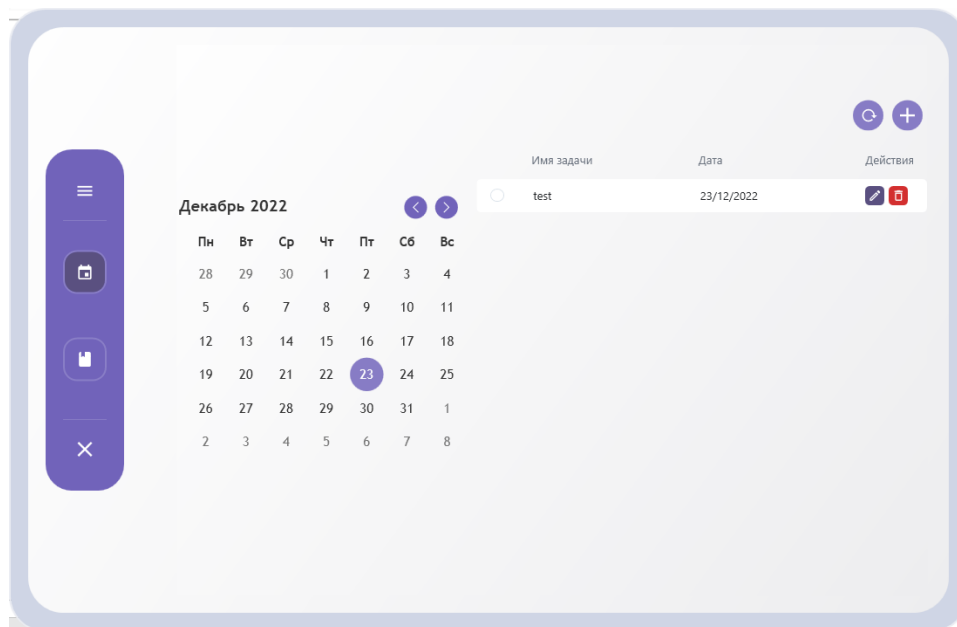 Имя задачи Дата Действия
test 23/12/2022
Декабрь 2022
Пн Вт Ср Чт Пт Сб Вс
28 29 30 1 2 3 4
5 6 7 8 9 10 11
12 13 14 15 16 17 18
19 20 21 22 23 24 25
26 27 28 29 30 31 1
2 3 4 5 6 7 8